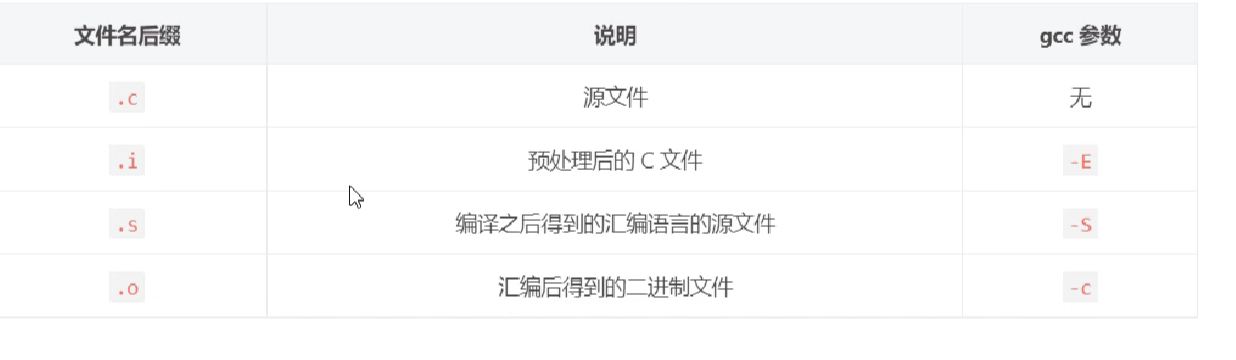 文件名后缀 说明 gcc 参数
.c 源文件 无
.i 预处理后的 C 文件 -E
.s 编译之后得到的汇编语言的源文件 -S
.o 汇编后得到的二进制文件 -c